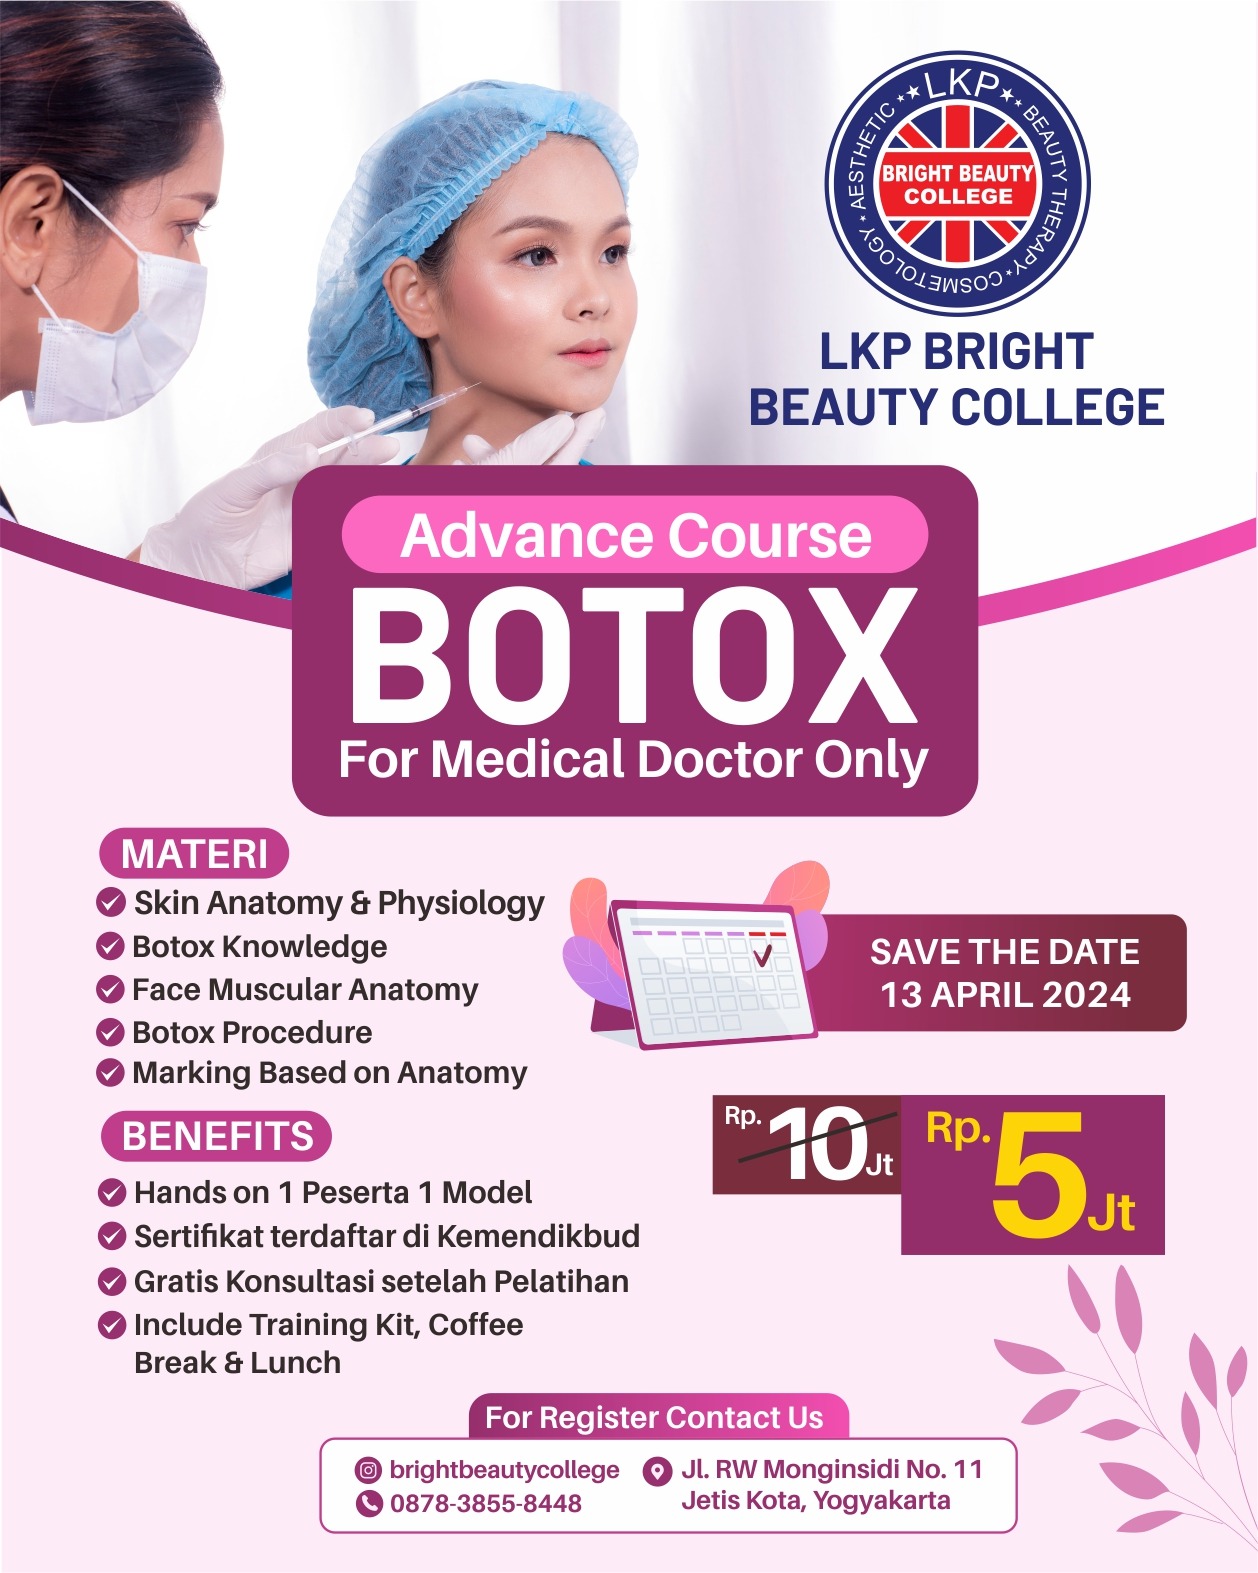 LKP
AESTHETIC
BEAUTY THERAPY
COSMETOLOGY
BRIGHT BEAUTY
COLLEGE
LKP BRIGHT
BEAUTY COLLEGE
Advance Course
BOTOX
For Medical Doctor Only
MATERI
Skin Anatomy & Physiology
Botox Knowledge
Face Muscular Anatomy
Botox Procedure
Marking Based on Anatomy
SAVE THE DATE
13 APRIL 2024
Rp. 10 Jt
Rp. 5 Jt
BENEFITS
Hands on 1 Peserta 1 Model
Sertifikat terdaftar di Kemendikbud
Gratis Konsultasi setelah Pelatihan
Include Training Kit, Coffee
Break & Lunch
For Register Contact Us
brightbeautycollege
0878-3855-8448
Jl. RW Monginsidi No. 11
Jetis Kota, Yogyakarta